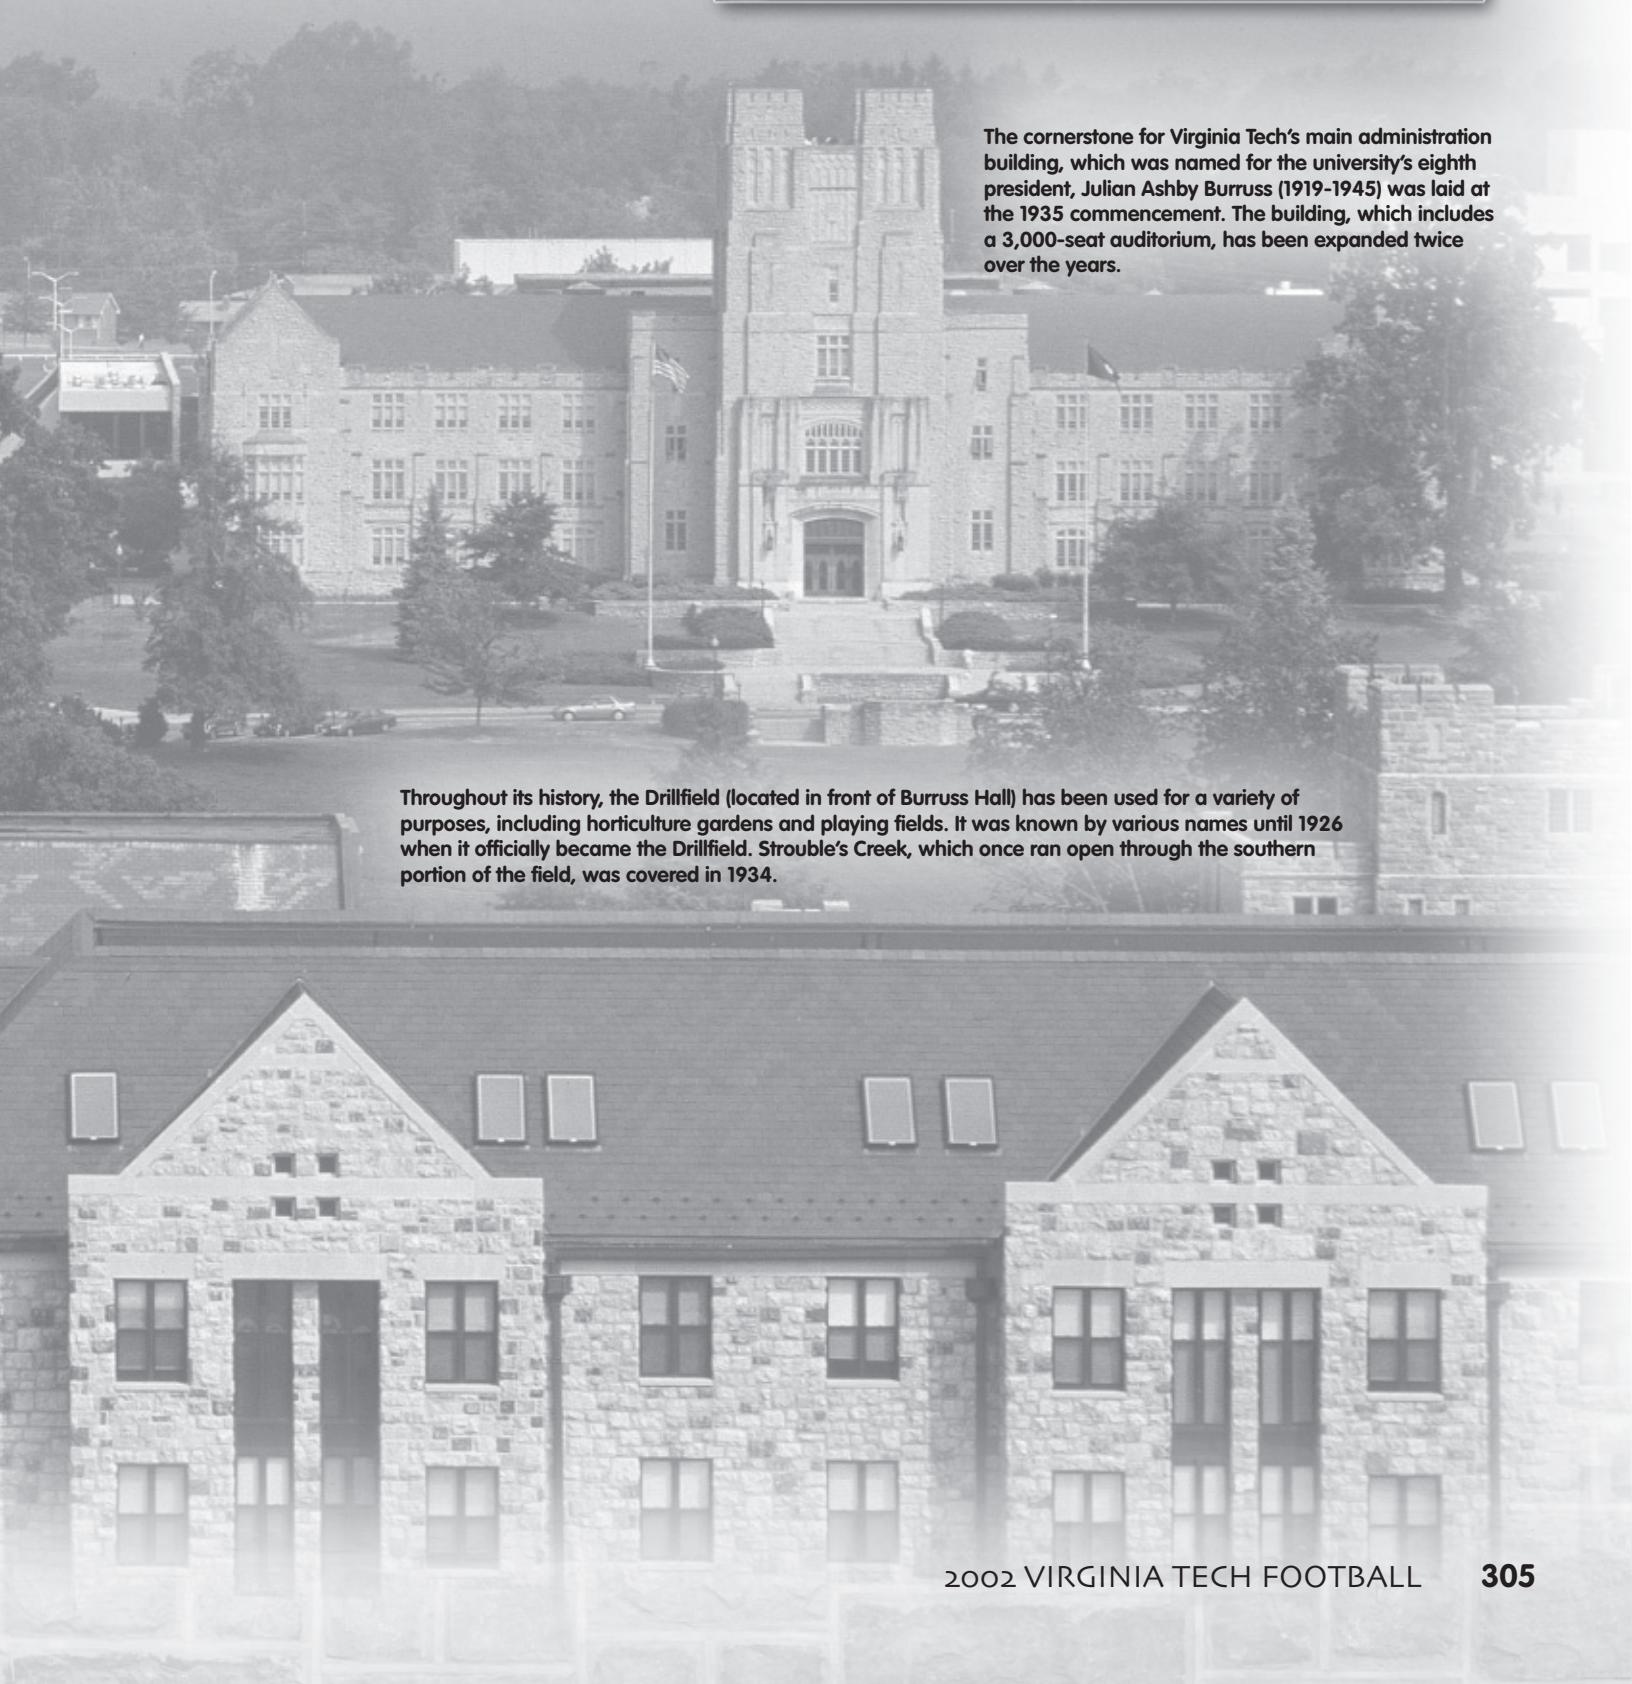 The cornerstone for Virginia Tech's main administration
building, which was named for the university's eighth
president, Julian Ashby Burruss (1919-1945) was laid at
the 1935 commencement. The building, which includes
a 3,000-seat auditorium, has been expanded twice
over the years.
Throughout its history, the Drillfield (located in front of Burruss Hall) has been used for a variety of
purposes, including horticulture gardens and playing fields. It was known by various names until 1926
when it officially became the Drillfield. Strouble's Creek, which once ran open through the southern
portion of the field, was covered in 1934.
2002 VIRGINIA TECH FOOTBALL 305